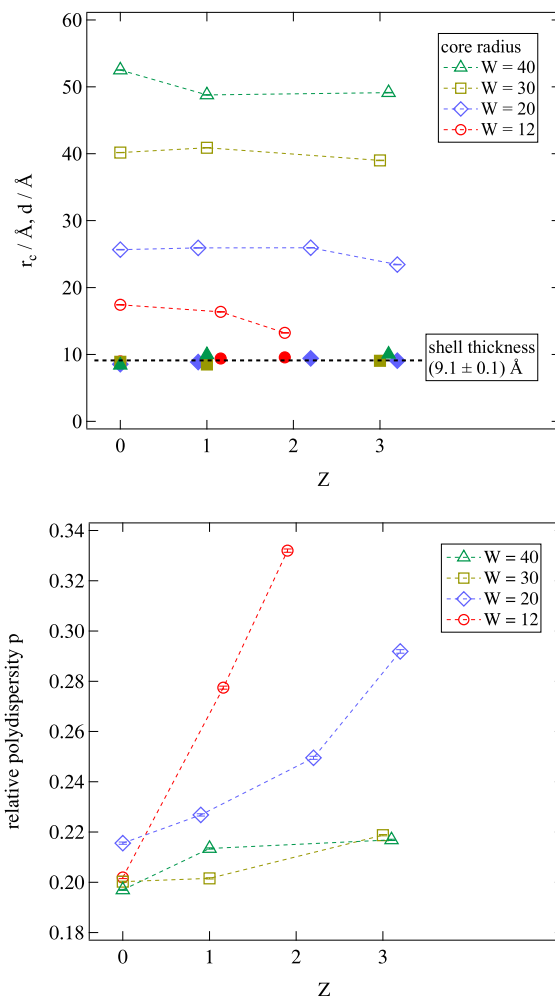 60
50
40
30
20
10
0
r_c / Å, d / Å
core radius
W = 40
W = 30
W = 20
W = 12
shell thickness
(9.1 ± 0.1) Å
0 1 2 3
Z
0.34
0.32
0.30
0.28
0.26
0.24
0.22
0.20
0.18
relative polydispersity p
W = 40
W = 30
W = 20
W = 12
0 1 2 3
Z